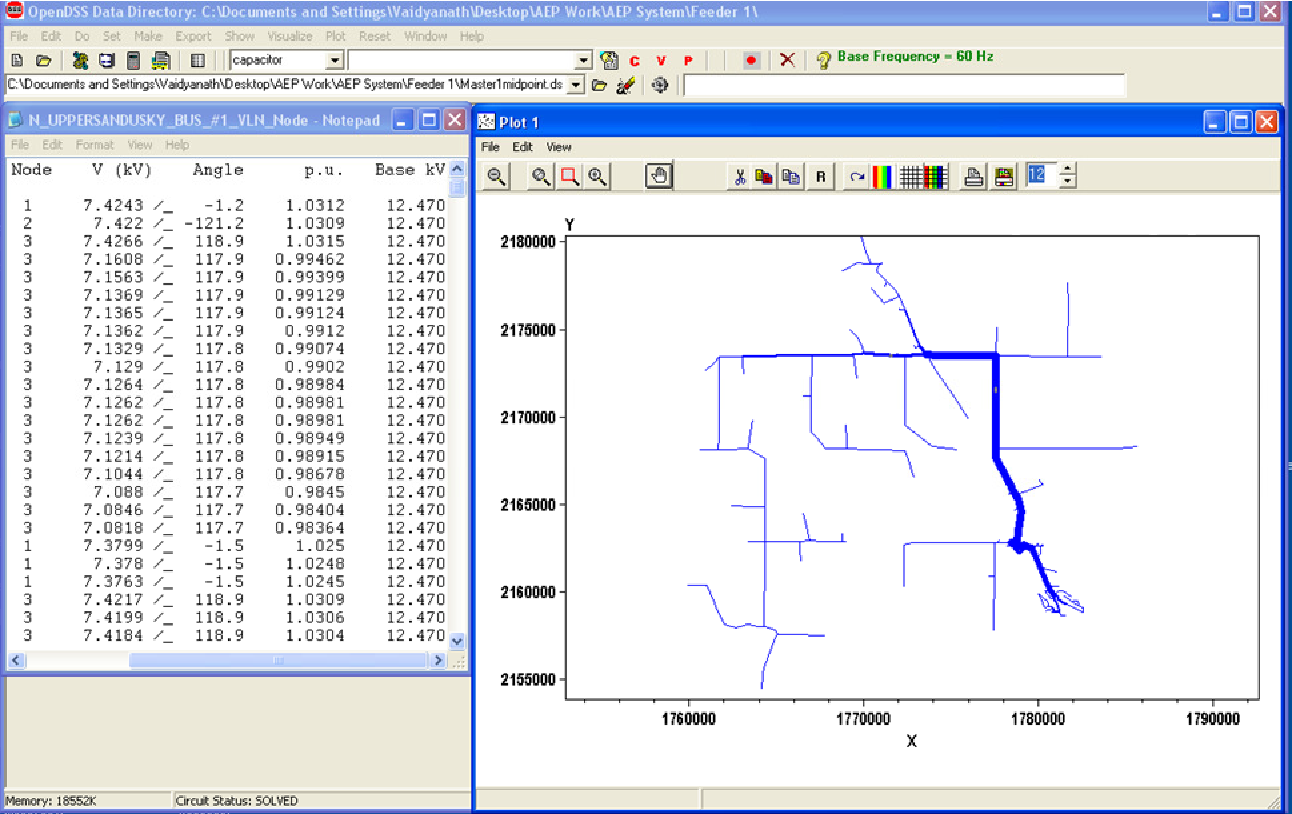 OpenDSS Data Directory: C:\Documents and Settings\Vaidyanath\Desktop\AEP Work\AEP System\Feeder 1\
File Edit Do Set Make Export Show Visualize Plot Reset Window Help
capacitor
C V P
Base Frequency = 60 Hz
C:\Documents and Settings\Vaidyanath\Desktop\AEP Work\AEP System\Feeder 1\Master1midpoint.ds
N_UPPERSANDUSKY_BUS_#1_VLN_Node - Notepad
File Edit Format View Help
Node V (kV) Angle p.u. Base kV
1 7.4243 /_ -1.2 1.0312 12.470
2 7.422 /_ -121.2 1.0309 12.470
3 7.4266 /_ 118.9 1.0315 12.470
3 7.1608 /_ 117.9 0.99462 12.470
3 7.1563 /_ 117.9 0.99399 12.470
3 7.1369 /_ 117.9 0.99129 12.470
3 7.1365 /_ 117.9 0.99124 12.470
3 7.1362 /_ 117.9 0.9912 12.470
3 7.1329 /_ 117.8 0.99074 12.470
3 7.129 /_ 117.8 0.9902 12.470
3 7.1264 /_ 117.8 0.98984 12.470
3 7.1262 /_ 117.8 0.98981 12.470
3 7.1262 /_ 117.8 0.98981 12.470
3 7.1239 /_ 117.8 0.98949 12.470
3 7.1214 /_ 117.8 0.98915 12.470
3 7.1044 /_ 117.8 0.98678 12.470
3 7.088 /_ 117.7 0.9845 12.470
3 7.0846 /_ 117.7 0.98404 12.470
3 7.0818 /_ 117.7 0.98364 12.470
1 7.3799 /_ -1.5 1.025 12.470
1 7.378 /_ -1.5 1.0248 12.470
1 7.3763 /_ -1.5 1.0245 12.470
3 7.4217 /_ 118.9 1.0309 12.470
3 7.4199 /_ 118.9 1.0306 12.470
3 7.4184 /_ 118.9 1.0304 12.470
Memory: 18552K
Circuit Status: SOLVED
Plot 1
File Edit View
R
12
Y
2180000
2175000
2170000
2165000
2160000
2155000
1760000 1770000 1780000 1790000
X